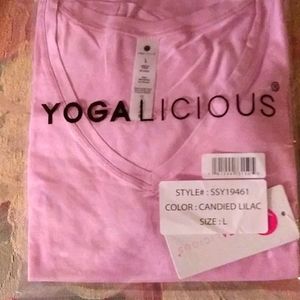 L
YOGALICIOUS®
STYLE# : SSY19461
COLOR : CANDIED LILAC
SIZE : L